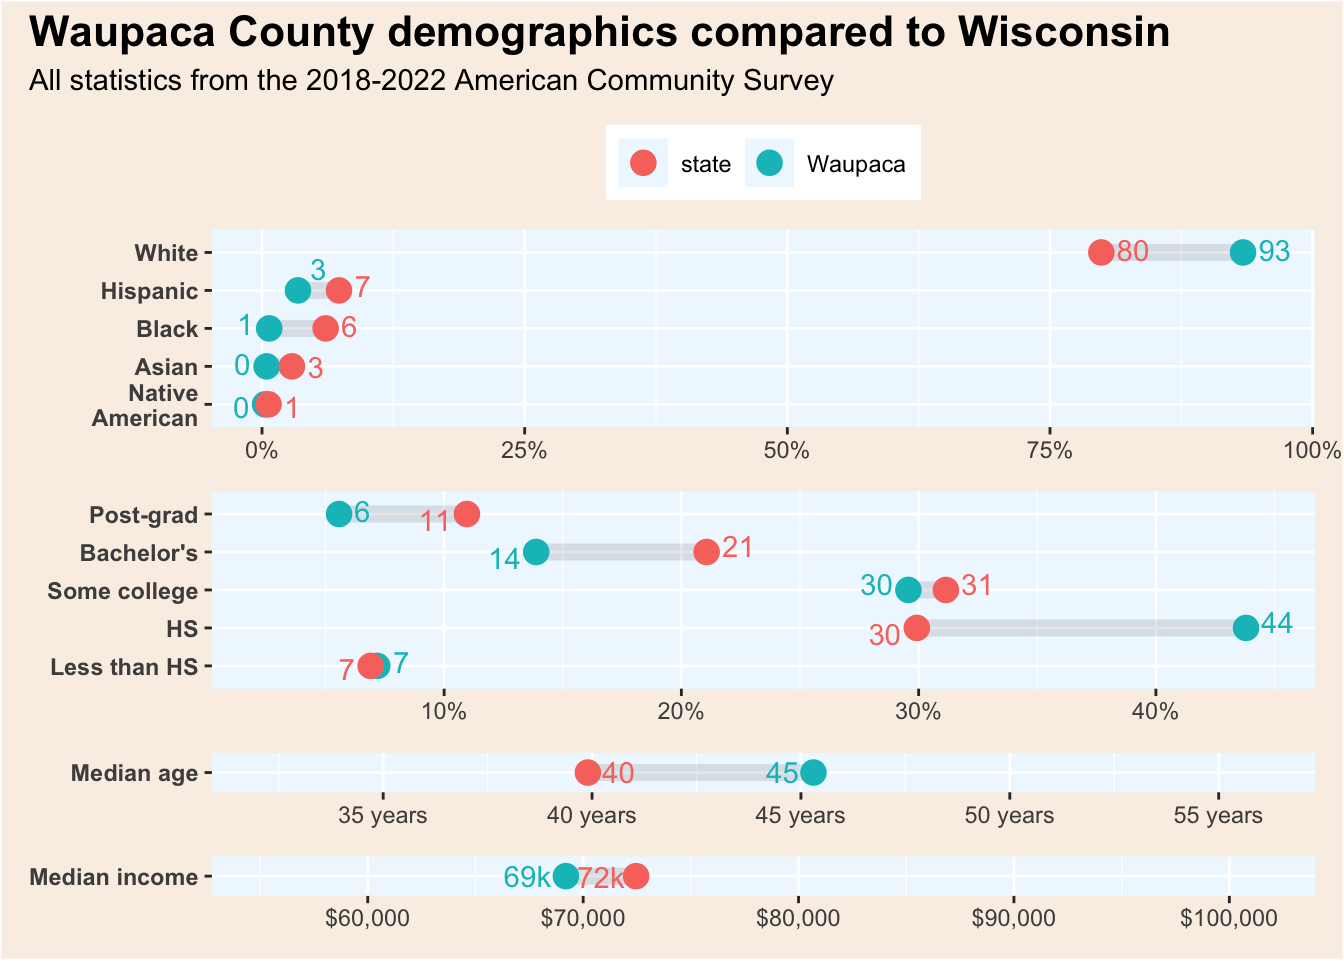 Waupaca County demographics compared to Wisconsin
All statistics from the 2018-2022 American Community Survey
state Waupaca
White 80 93
Hispanic 3 7
Black 1 6
Asian 0 3
Native
American 0 1
0% 25% 50% 75% 100%
Post-grad 6 11
Bachelor's 14 21
Some college 30 31
HS 30 44
Less than HS 7 7
10% 20% 30% 40%
Median age 40 45
35 years 40 years 45 years 50 years 55 years
Median income 69k 72k
$60,000 $70,000 $80,000 $90,000 $100,000